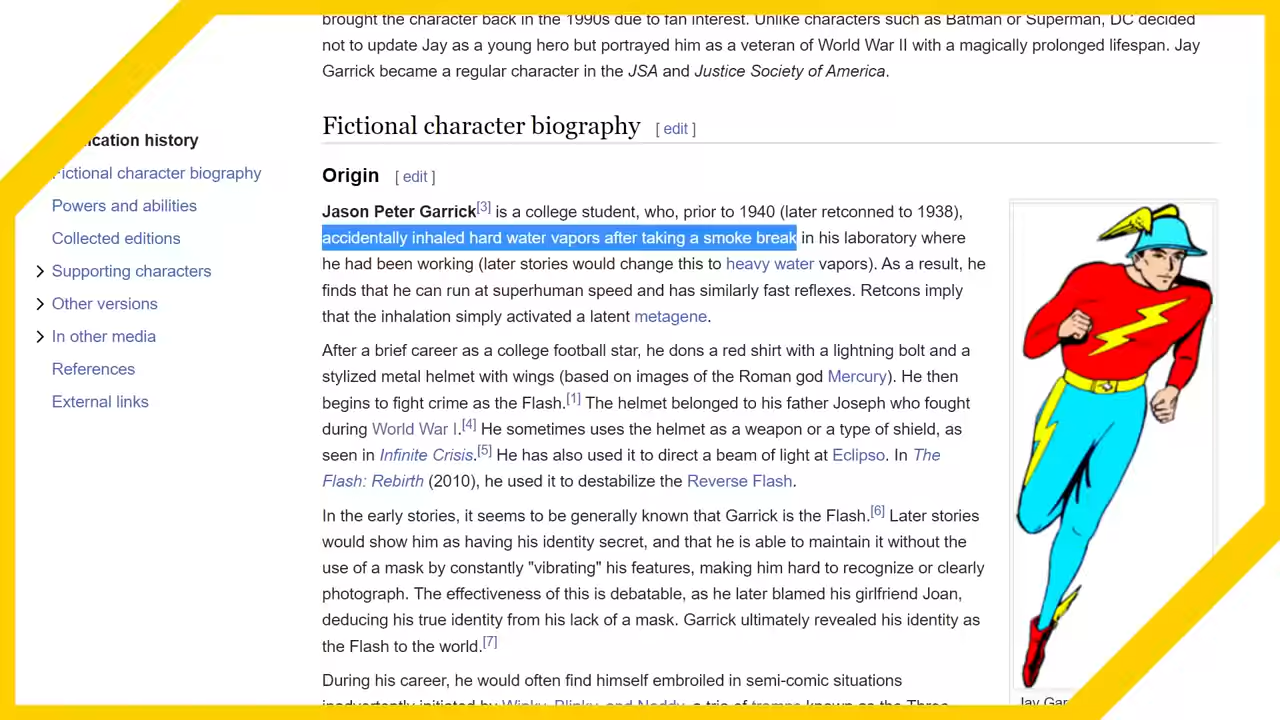 brought the character back in the 1990s due to fan interest. Unlike characters such as Batman or Superman, DC decided
not to update Jay as a young hero but portrayed him as a veteran of World War II with a magically prolonged lifespan. Jay
Garrick became a regular character in the JSA and Justice Society of America.
Fictional character biography [ edit ]
Origin [ edit ]
Jason Peter Garrick[3] is a college student, who, prior to 1940 (later retconned to 1938),
accidentally inhaled hard water vapors after taking a smoke break in his laboratory where
he had been working (later stories would change this to heavy water vapors). As a result, he
finds that he can run at superhuman speed and has similarly fast reflexes. Retcons imply
that the inhalation simply activated a latent metagene.
After a brief career as a college football star, he dons a red shirt with a lightning bolt and a
stylized metal helmet with wings (based on images of the Roman god Mercury). He then
begins to fight crime as the Flash.[1] The helmet belonged to his father Joseph who fought
during World War I.[4] He sometimes uses the helmet as a weapon or a type of shield, as
seen in Infinite Crisis.[5] He has also used it to direct a beam of light at Eclipso. In The
Flash: Rebirth (2010), he used it to destabilize the Reverse Flash.
In the early stories, it seems to be generally known that Garrick is the Flash.[6] Later stories
would show him as having his identity secret, and that he is able to maintain it without the
use of a mask by constantly "vibrating" his features, making him hard to recognize or clearly
photograph. The effectiveness of this is debatable, as he later blamed his girlfriend Joan,
deducing his true identity from his lack of a mask. Garrick ultimately revealed his identity as
the Flash to the world.[7]
During his career, he would often find himself embroiled in semi-comic situations
inadvertently initiated by Winky, Blinky, and Noddy, a trio of tramps known as the Three
ication history
Fictional character biography
Powers and abilities
Collected editions
Supporting characters
Other versions
In other media
References
External links
Jay Gar